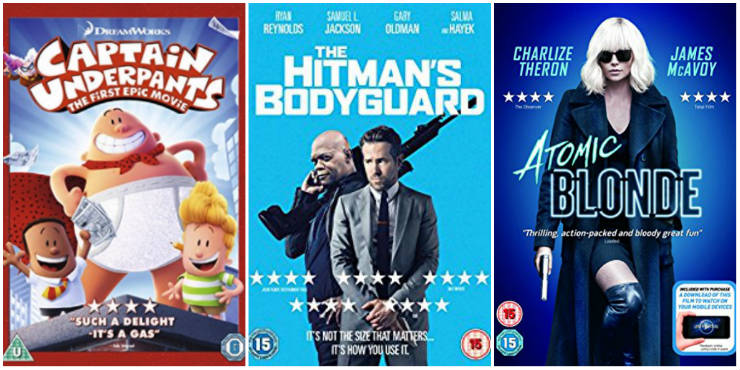 DREAMWORKS
CAPTAIN
UNDERPANTS
THE FIRST EPIC MOVIE
★★★★
"SUCH A DELIGHT
-IT'S A GAS"
U
RYAN REYNOLDS
SAMUEL L. JACKSON
GARY OLDMAN
SALMA HAYEK
THE
HITMAN'S
BODYGUARD
★★★★ ★★★★
★★★★
IT'S NOT THE SIZE THAT MATTERS...
IT'S HOW YOU USE IT.
15
15
CHARLIZE THERON
JAMES McAVOY
★★★★
The Observer
★★★★
Total Film
ATOMIC
BLONDE
"Thrilling, action-packed and bloody great fun"
15
15
INCLUDED WITH PURCHASE
A DOWNLOAD OF THIS
FILM TO WATCH ON
YOUR MOBILE DEVICES